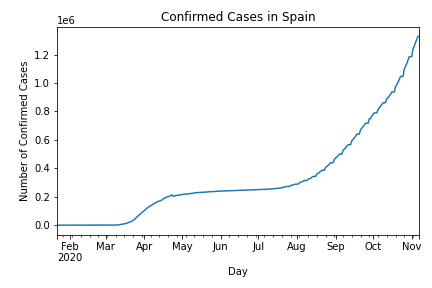 Confirmed Cases in Spain
1e6
Number of Confirmed Cases
1.2
1.0
0.8
0.6
0.4
0.2
0.0
Feb Mar Apr May Jun Jul Aug Sep Oct Nov
2020
Day